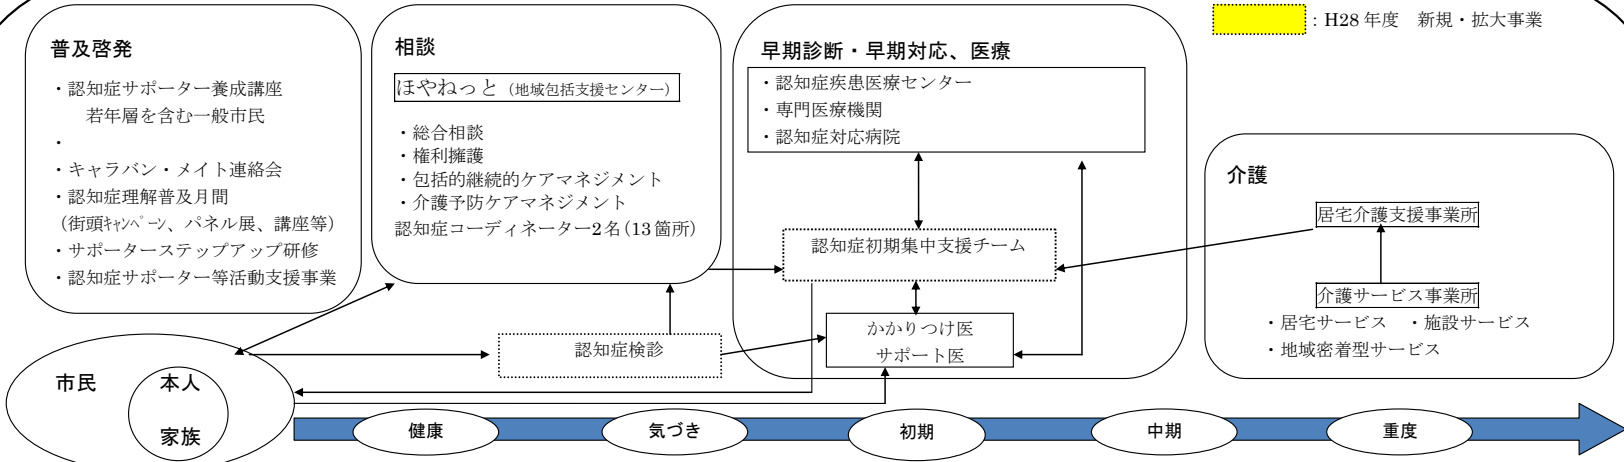 ：H28 年度　新規・拡大事業
普及啓発
・認知症サポーター養成講座
若年層を含む一般市民
・
・キャラバン・メイト連絡会
・認知症理解普及月間
（街頭ｷｬﾝﾍﾟｰﾝ、パネル展、講座等）
・サポーターステップアップ研修
・認知症サポーター等活動支援事業
相談
ほやねっと（地域包括支援センター）
・総合相談
・権利擁護
・包括的継続的ケアマネジメント
・介護予防ケアマネジメント
認知症コーディネーター2名（13箇所）
早期診断・早期対応、医療
・認知症疾患医療センター
・専門医療機関
・認知症対応病院
認知症初期集中支援チーム
かかりつけ医
サポート医
認知症検診
介護
居宅介護支援事業所
介護サービス事業所
・居宅サービス　・施設サービス
・地域密着型サービス
市民
本人
家族
健康
気づき
初期
中期
重度